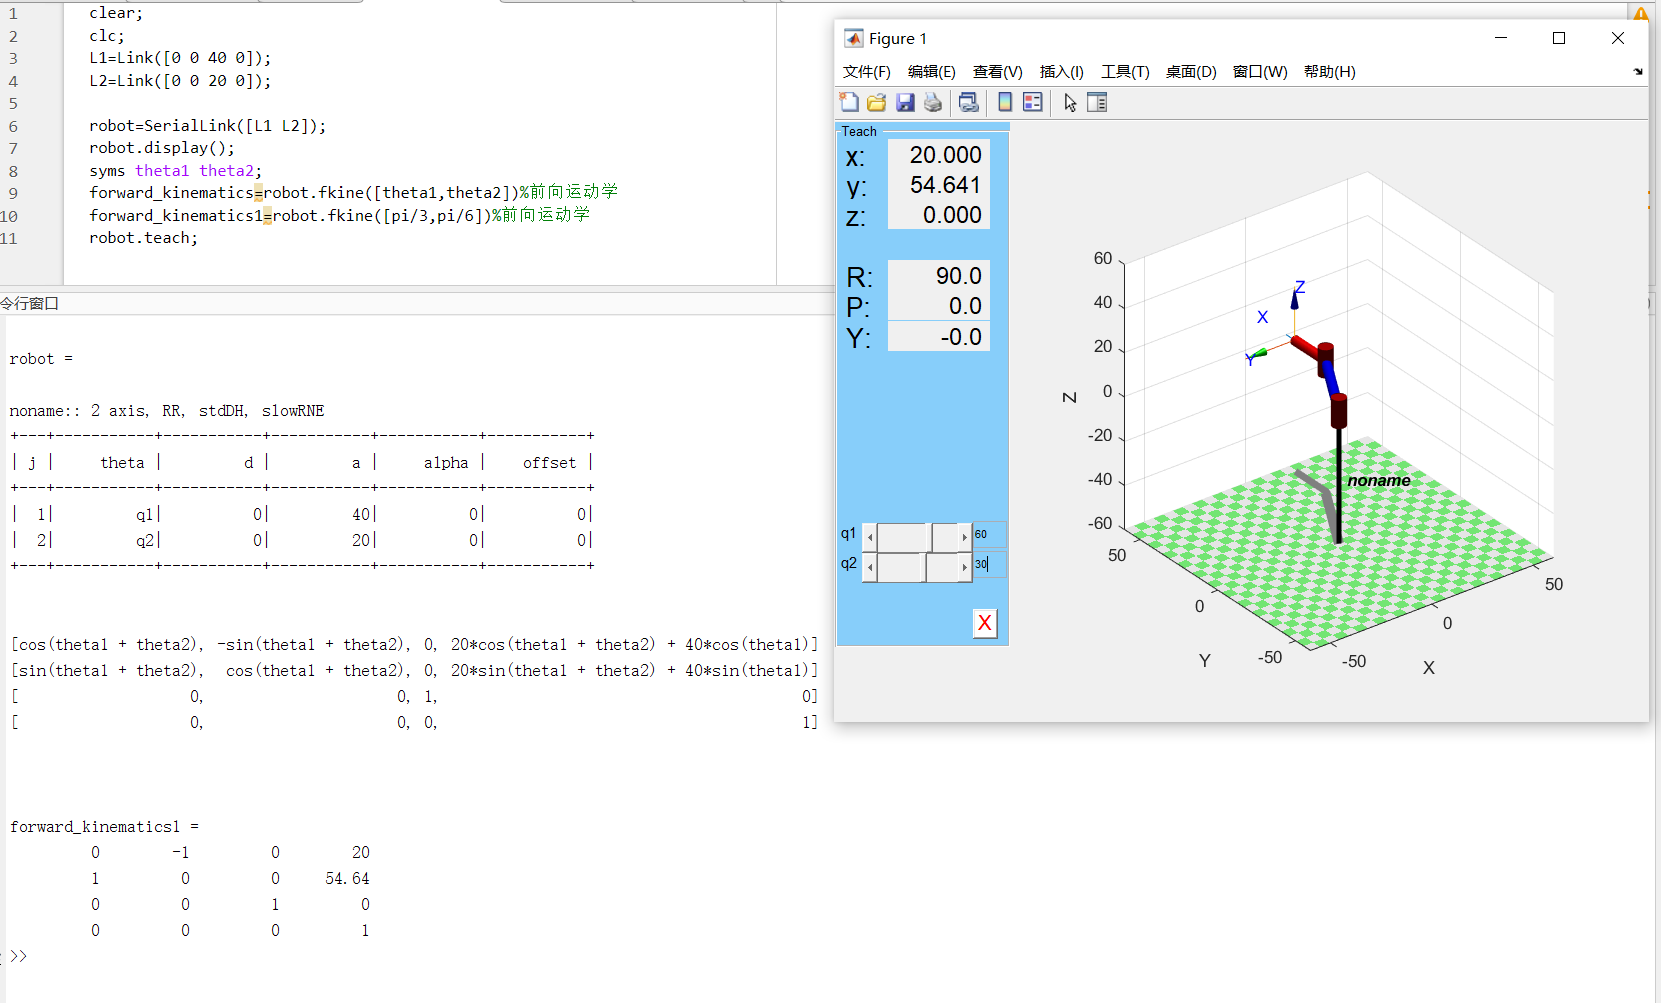 1 clear;
2 clc;
3 L1=Link([0 0 40 0]);
4 L2=Link([0 0 20 0]);
5
6 robot=SerialLink([L1 L2]);
7 robot.display();
8 syms theta1 theta2;
9 forward_kinematics=robot.fkine([theta1,theta2])%前向运动学
10 forward_kinematics1=robot.fkine([pi/3,pi/6])%前向运动学
11 robot.teach;
令行窗口
robot =
noname:: 2 axis, RR, stdDH, slowRNE
+---+-----------+-----------+-----------+-----------+-----------+
| j |     theta |         d |         a |     alpha |    offset |
+---+-----------+-----------+-----------+-----------+-----------+
|  1|         q1|          0|         40|          0|          0|
|  2|         q2|          0|         20|          0|          0|
+---+-----------+-----------+-----------+-----------+-----------+
[cos(theta1 + theta2), -sin(theta1 + theta2), 0, 20*cos(theta1 + theta2) + 40*cos(theta1)]
[sin(theta1 + theta2),  cos(theta1 + theta2), 0, 20*sin(theta1 + theta2) + 40*sin(theta1)]
[                   0,                     0, 1,                                        0]
[                   0,                     0, 0,                                        1]
forward_kinematics1 =
0 -1 0 20
1 0 0 54.64
0 0 1 0
0 0 0 1
>>
Figure 1
文件(F) 编辑(E) 查看(V) 插入(I) 工具(T) 桌面(D) 窗口(W) 帮助(H)
Teach
x: 20.000
y: 54.641
z: 0.000
R: 90.0
P: 0.0
Y: -0.0
q1 60
q2 30
X
60
40
20
0
-20
-40
-60
Z
50
0
-50
Y
-50
0
50
X
Z
X
Y
noname